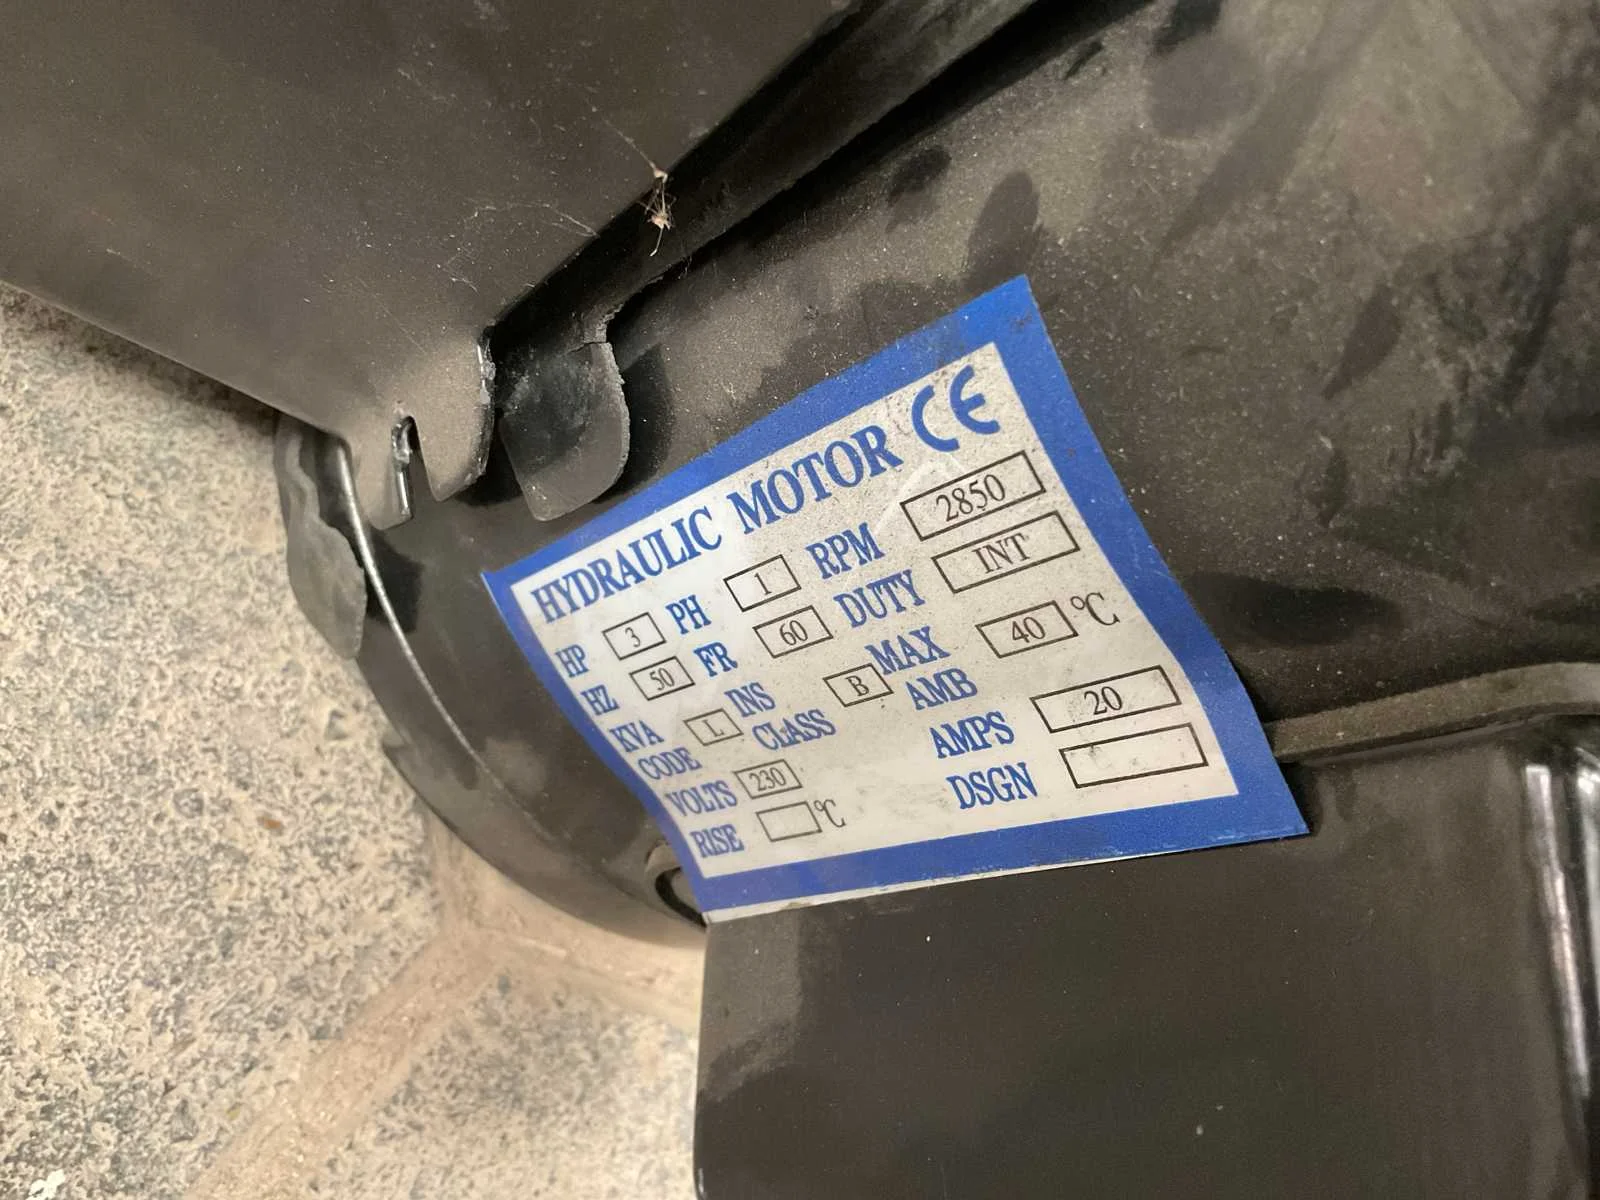 HYDRAULIC MOTOR CE
HP 3 PH 1 RPM 2850
HZ 50 FR 60 DUTY INT
KVA CODE L INS CLASS B MAX AMB 40 °C
VOLTS 230 AMPS 20
RISE °C DSGN